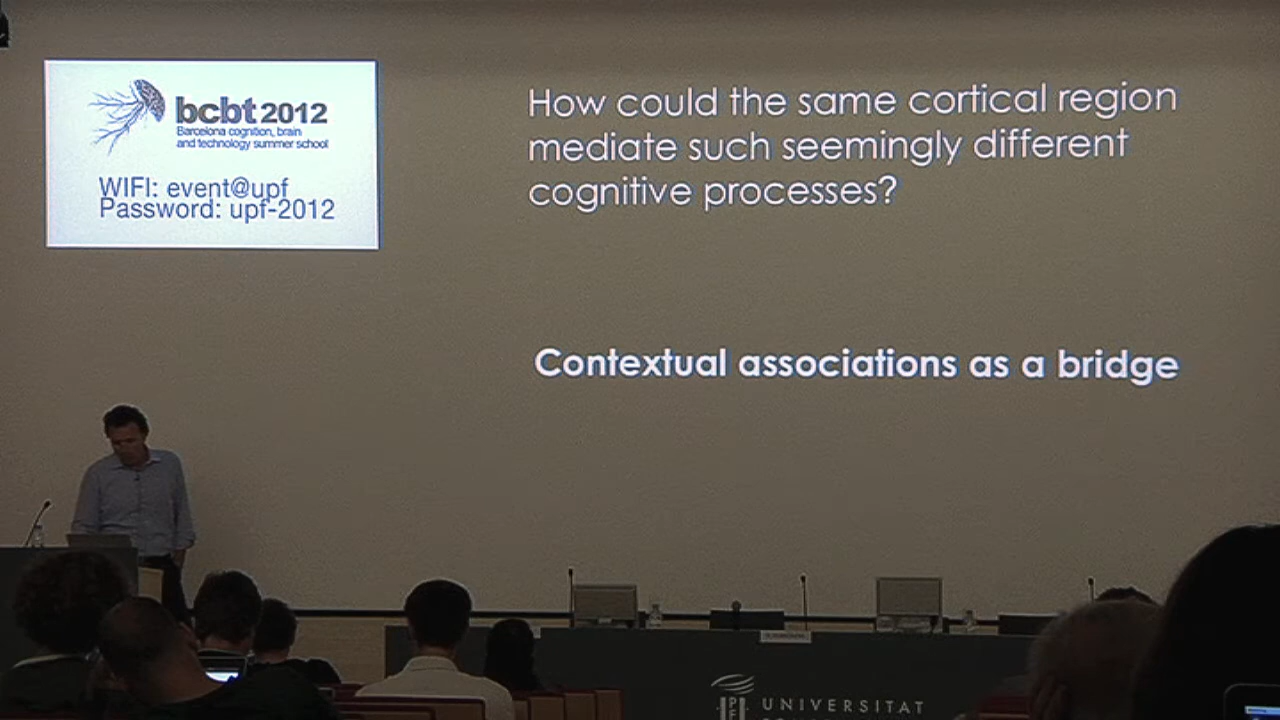 bcbt 2012
Barcelona cognition, brain
and technology summer school
WIFI: event@upf
Password: upf-2012
How could the same cortical region
mediate such seemingly different
cognitive processes?
Contextual associations as a bridge
UNIVERSITAT